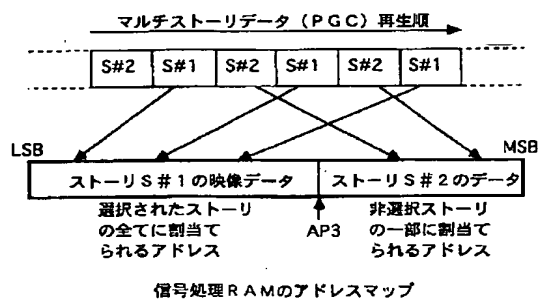 マルチストーリデータ（PGC）再生順
S#2 S#1 S#2 S#1 S#2 S#1
LSB
MSB
ストーリS#1の映像データ
ストーリS#2のデータ
選択されたストーリ
の全てに割当て
られるアドレス
AP3
非選択ストーリ
の一部に割当て
られるアドレス
信号処理RAMのアドレスマップ